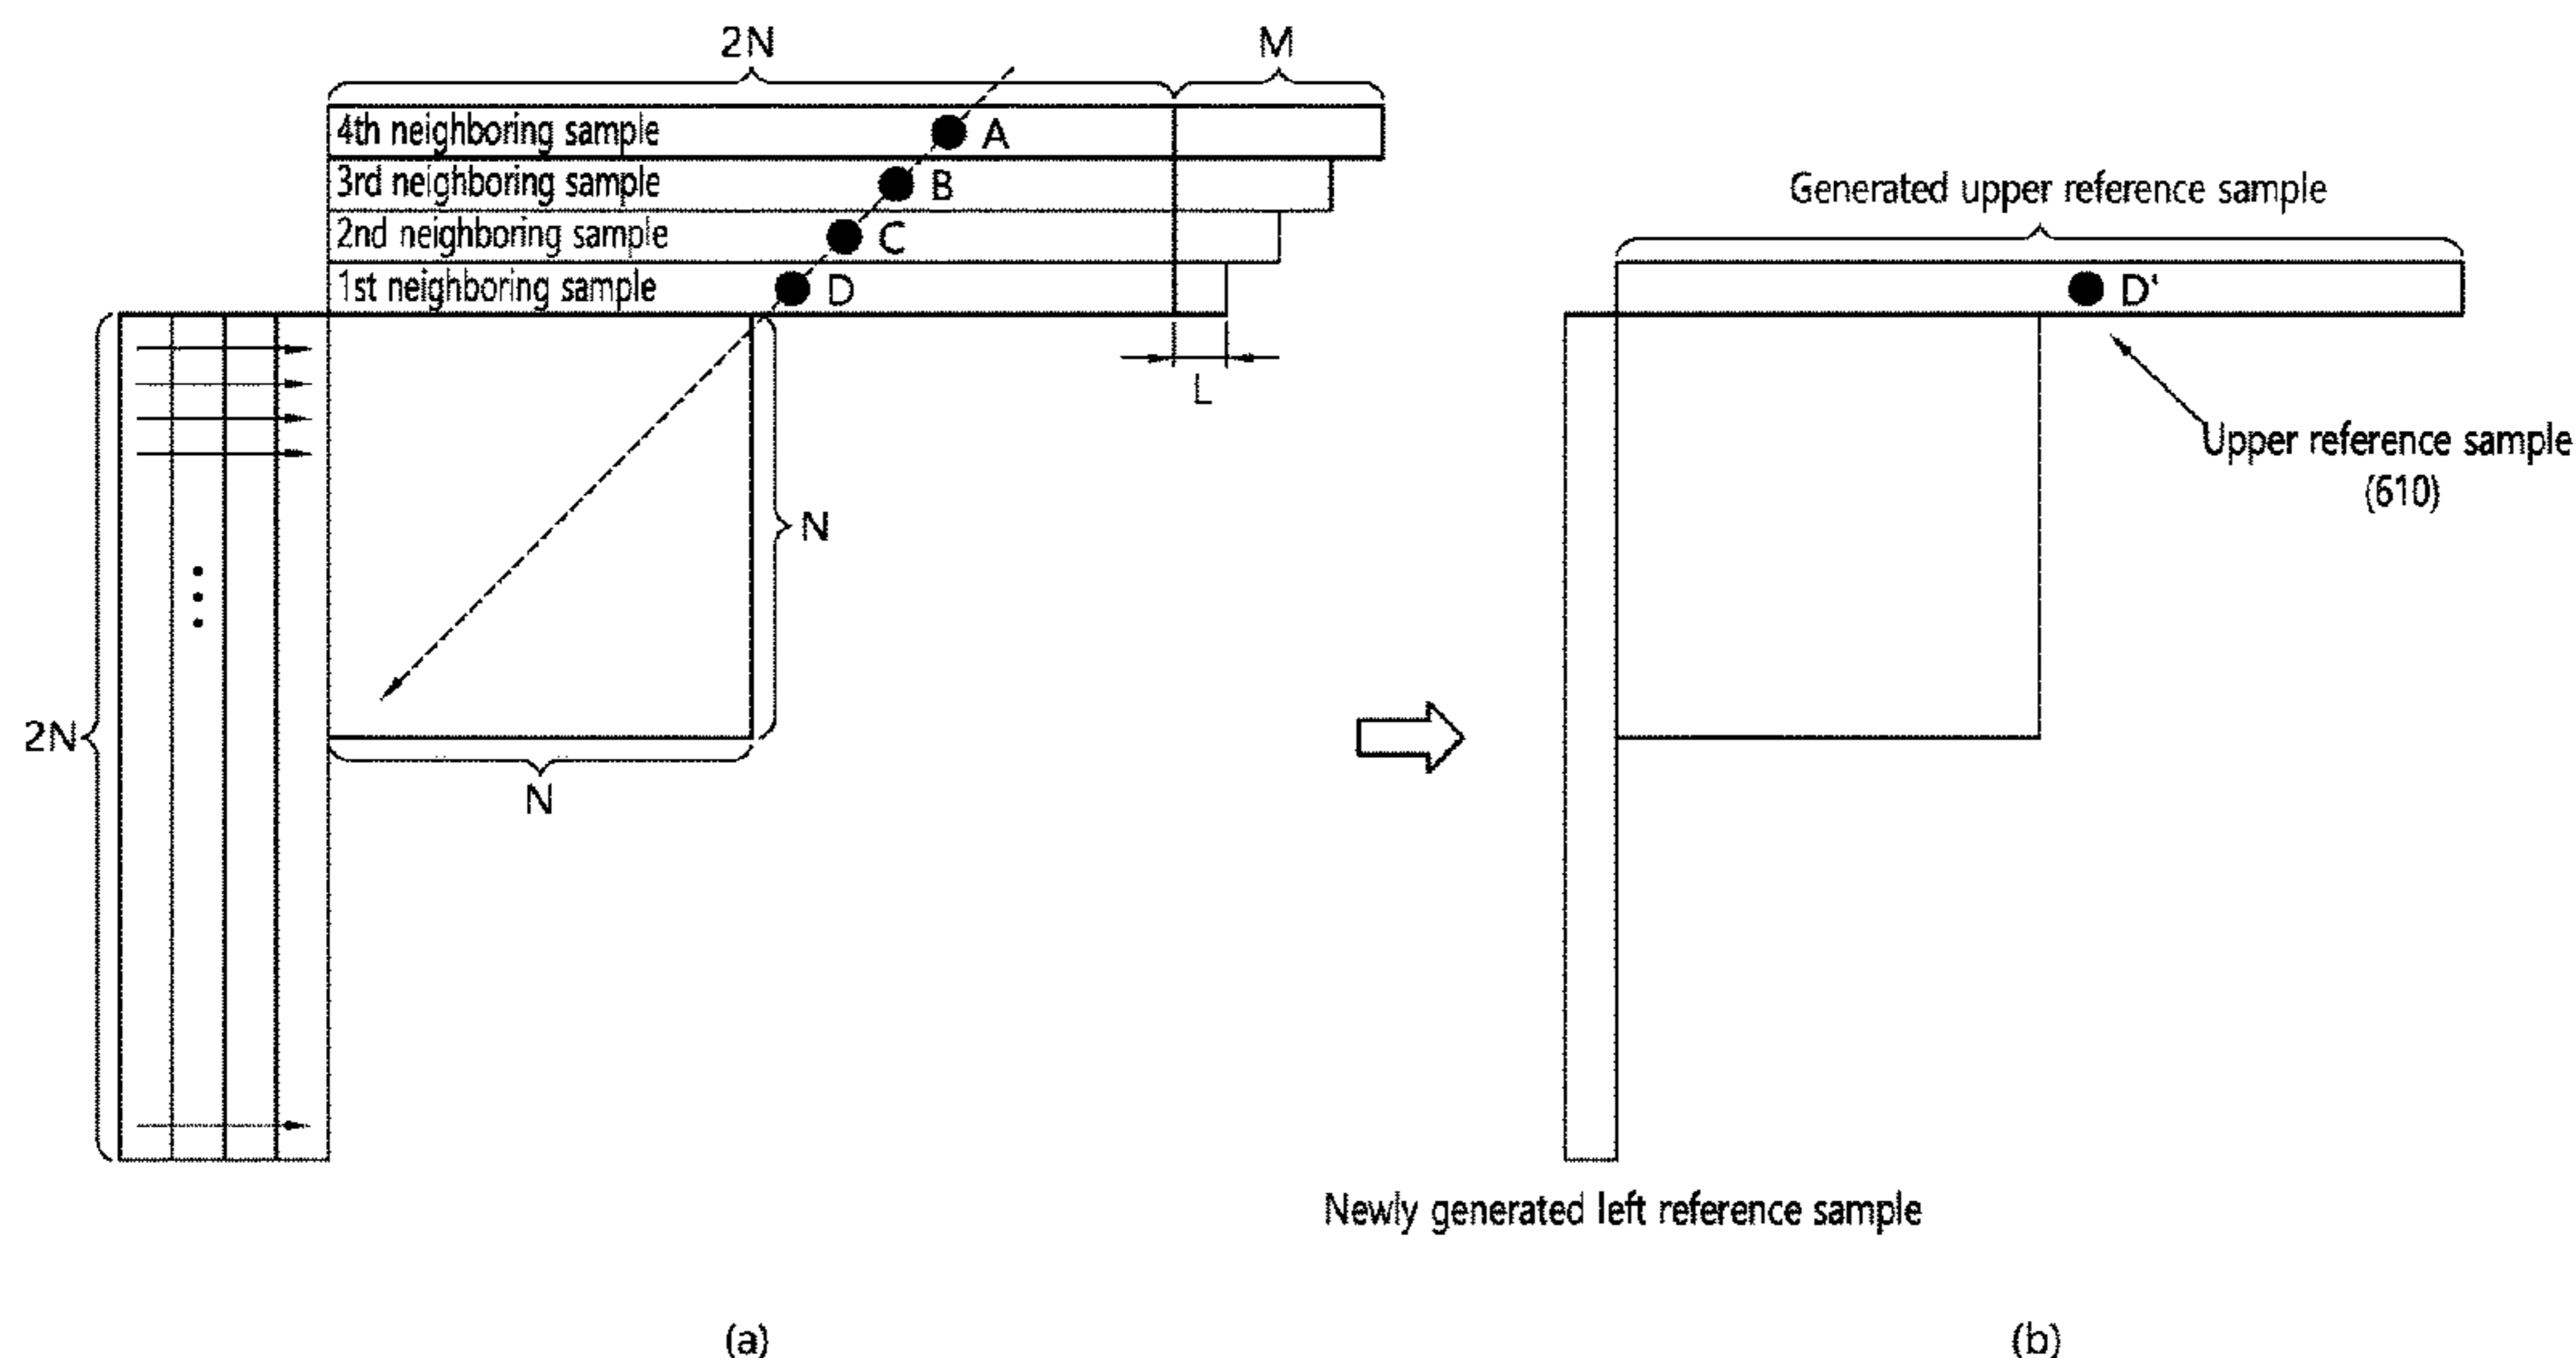 2N
M
4th neighboring sample
A
3rd neighboring sample
B
2nd neighboring sample
C
1st neighboring sample
D
L
N
2N
N
Generated upper reference sample
D'
Upper reference sample
(610)
Newly generated left reference sample
(a)
(b)